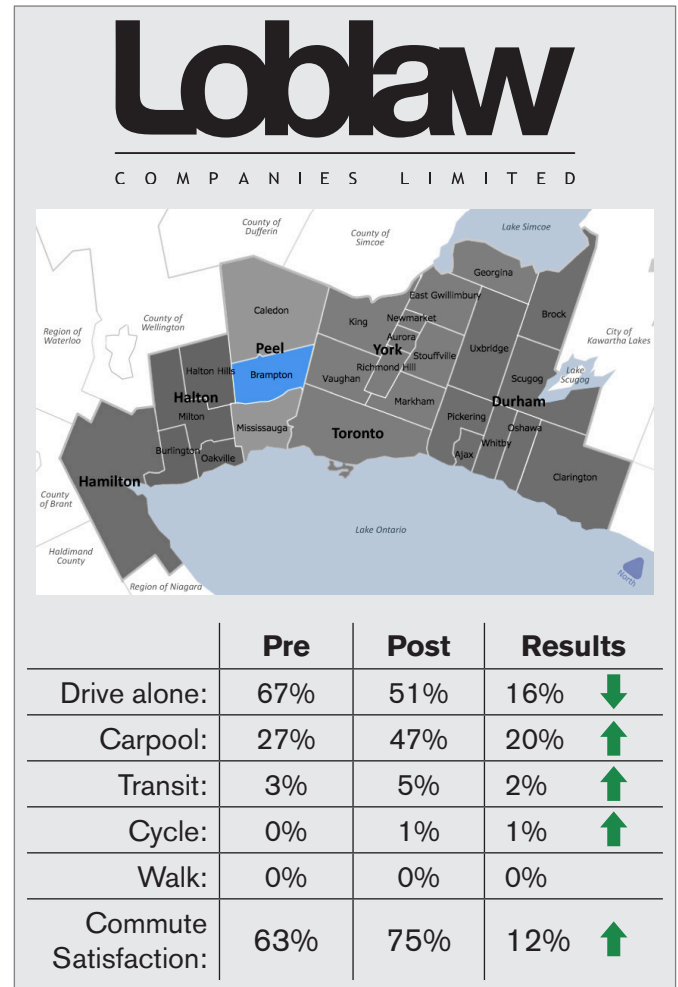 Loblaw
COMPANIES LIMITED
County of
Dufferin
County of
Simcoe
Lake Simcoe
Georgina
East Gwillimbury
Caledon
King
Newmarket
Brock
Region of
Waterloo
County of
Wellington
City of
Kawartha Lakes
Aurora
Peel
York
Stouffville
Uxbridge
Richmond Hill
Halton Hills
Brampton
Vaughan
Scugog
Lake
Scugog
Halton
Markham
Durham
Milton
Pickering
Mississauga
Toronto
Oshawa
Whitby
Burlington
Oakville
Ajax
Hamilton
Clarington
County
of Brant
Lake Ontario
Haldimand
County
Region of Niagara
North
Pre Post Results
Drive alone: 67% 51% 16%
Carpool: 27% 47% 20%
Transit: 3% 5% 2%
Cycle: 0% 1% 1%
Walk: 0% 0% 0%
Commute
Satisfaction: 63% 75% 12%